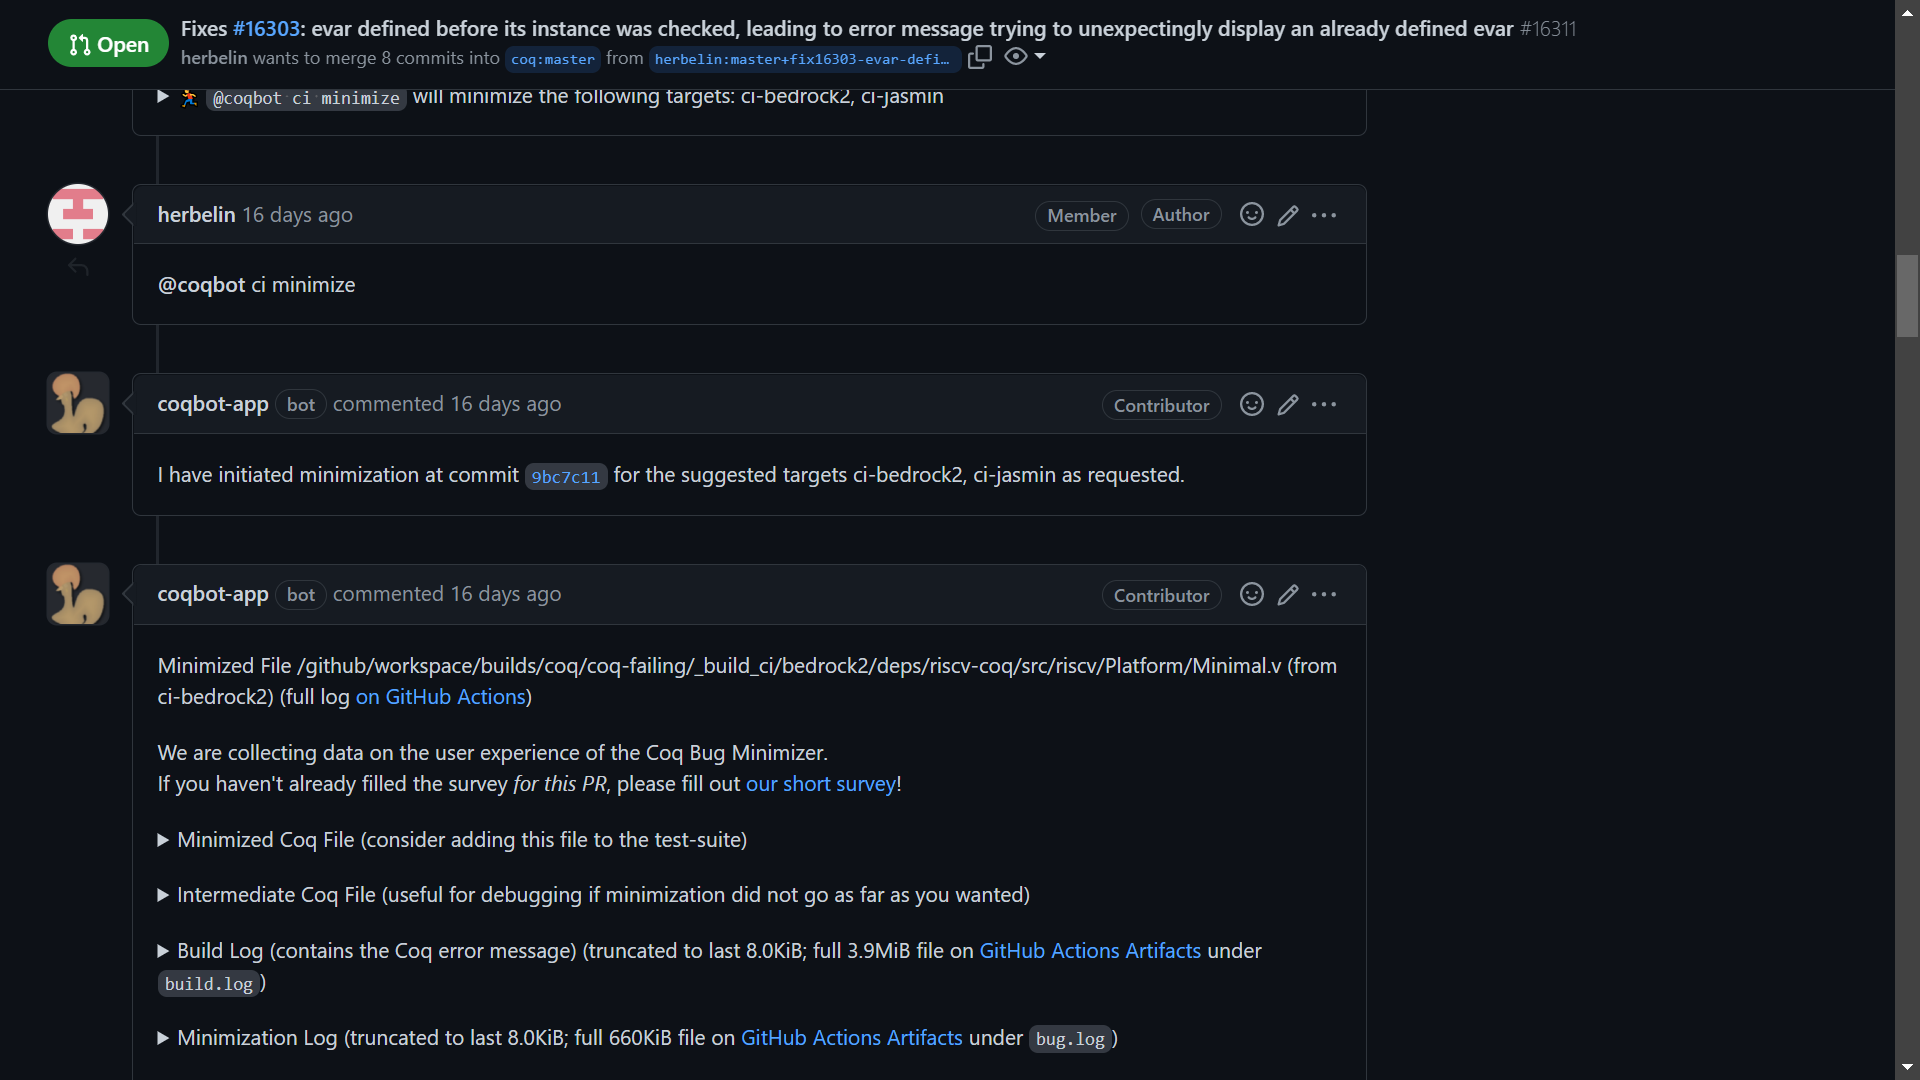 Open
Fixes #16303: evar defined before its instance was checked, leading to error message trying to unexpectingly display an already defined evar #16311
herbelin wants to merge 8 commits into coq:master from herbelin:master+fix16303-evar-defi…
@coqbot ci minimize will minimize the following targets: ci-bedrock2, ci-jasmin
herbelin 16 days ago Member Author
@coqbot ci minimize
coqbot-app bot commented 16 days ago Contributor
I have initiated minimization at commit 9bc7c11 for the suggested targets ci-bedrock2, ci-jasmin as requested.
coqbot-app bot commented 16 days ago Contributor
Minimized File /github/workspace/builds/coq/coq-failing/_build_ci/bedrock2/deps/riscv-coq/src/riscv/Platform/Minimal.v (from
ci-bedrock2) (full log on GitHub Actions)
We are collecting data on the user experience of the Coq Bug Minimizer.
If you haven't already filled the survey for this PR, please fill out our short survey!
Minimized Coq File (consider adding this file to the test-suite)
Intermediate Coq File (useful for debugging if minimization did not go as far as you wanted)
Build Log (contains the Coq error message) (truncated to last 8.0KiB; full 3.9MiB file on GitHub Actions Artifacts under
build.log)
Minimization Log (truncated to last 8.0KiB; full 660KiB file on GitHub Actions Artifacts under bug.log)